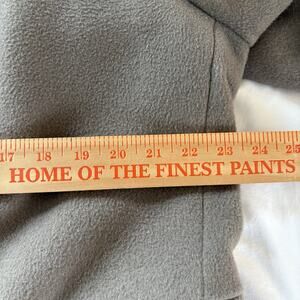 17 18 19 20 21 22 23 24 25
HOME OF THE FINEST PAINTS